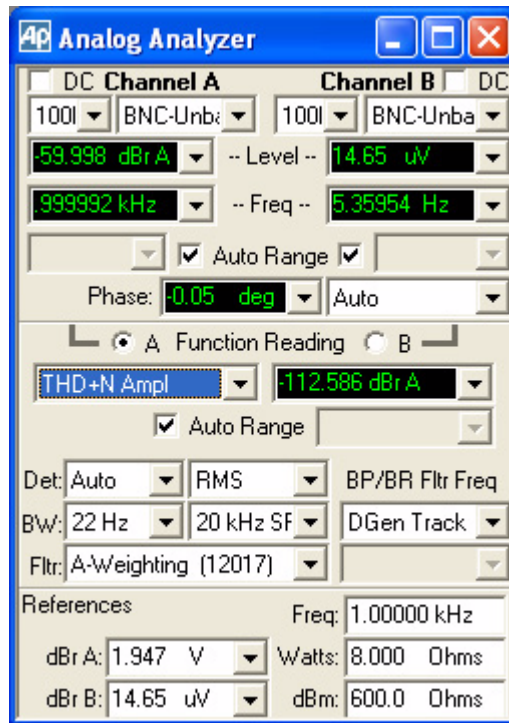 Ap Analog Analyzer
DC Channel A Channel B DC
100l BNC-Unba 100l BNC-Unba
-59.998 dBr A -- Level -- 14.65 uV
.999992 kHz -- Freq -- 5.35954 Hz
Auto Range
Phase: -0.05 deg Auto
A Function Reading B
THD+N Ampl -112.586 dBr A
Auto Range
Det: Auto RMS BP/BR Fltr Freq
BW: 22 Hz 20 kHz SF DGen Track
Fltr: A-Weighting (12017)
References Freq: 1.00000 kHz
dBr A: 1.947 V Watts: 8.000 Ohms
dBr B: 14.65 uV dBm: 600.0 Ohms